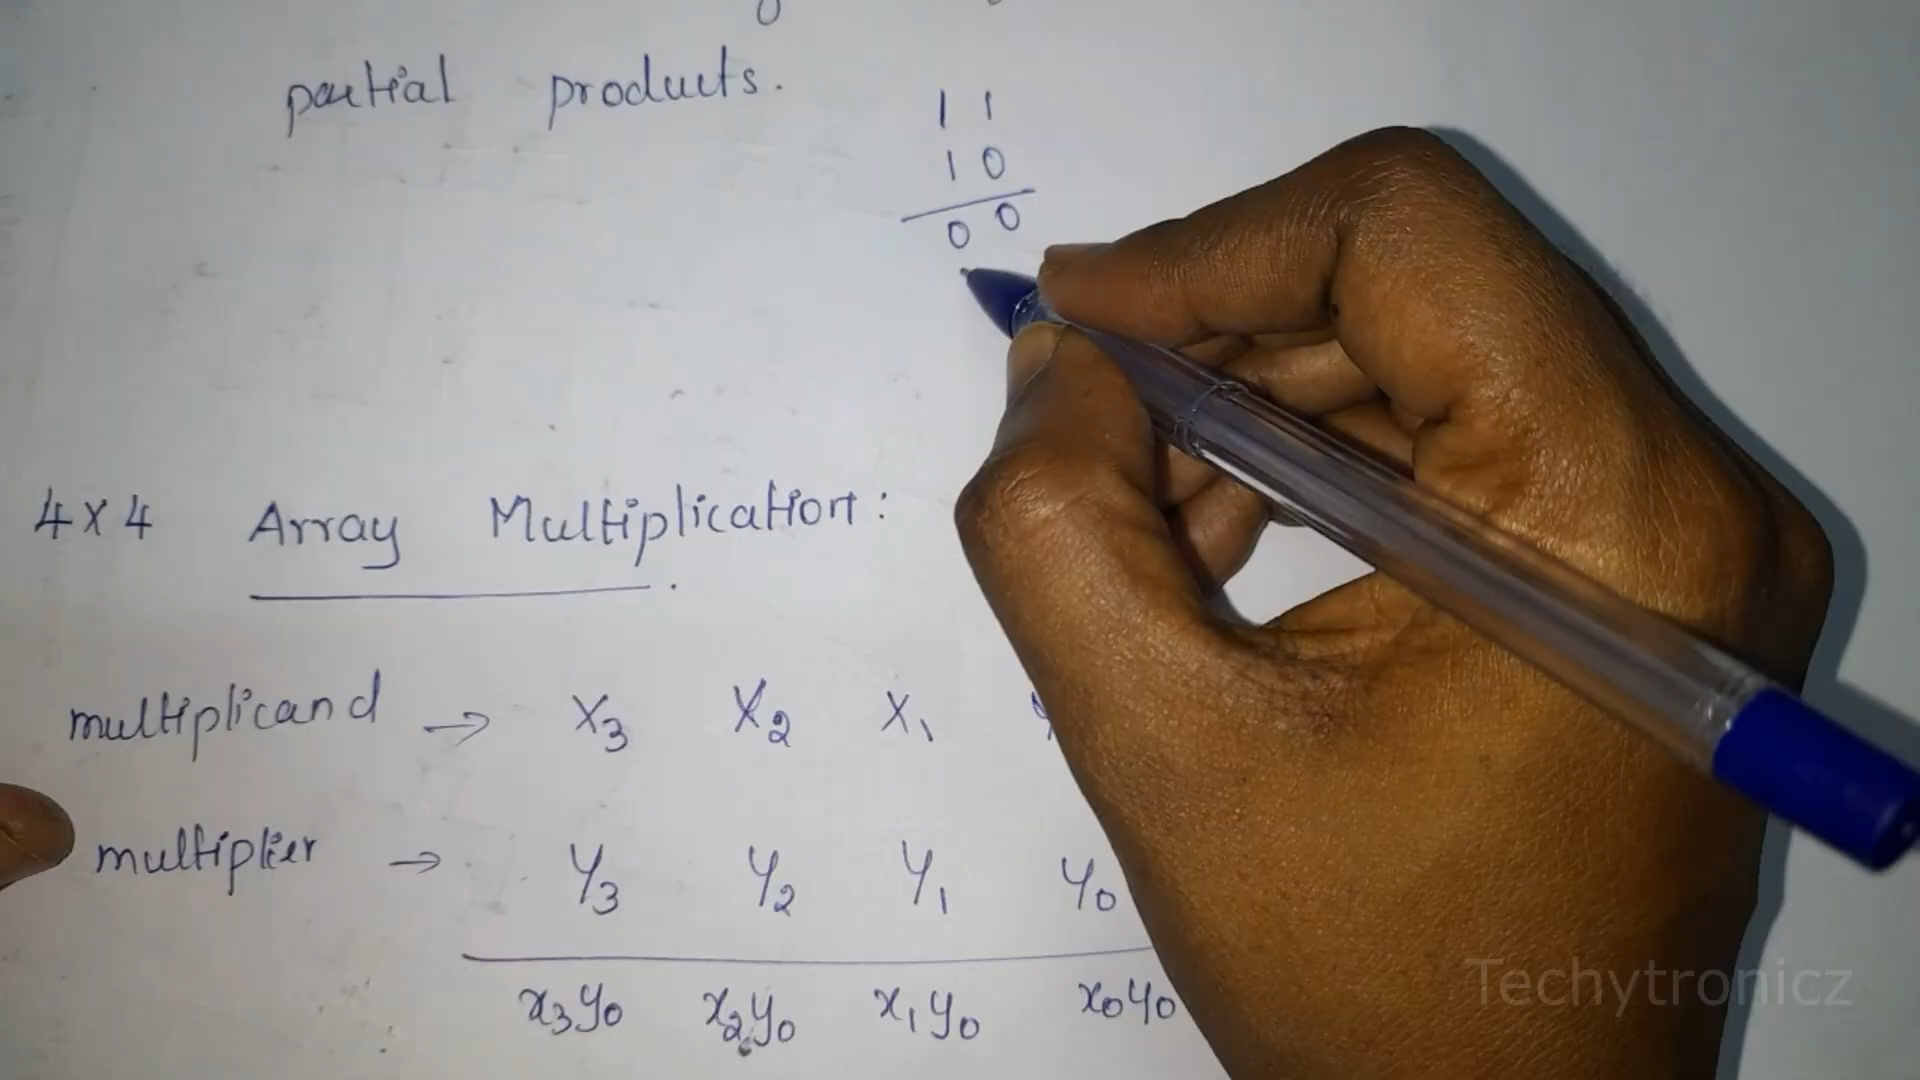 partial products.
1 1
1 0
0 0
4x4 Array Multiplication:
multiplicand → X3 X2 X1
multiplier → Y3 Y2 Y1 Y0
x3y0 x2y0 x1y0 x0y0
Techytronicz